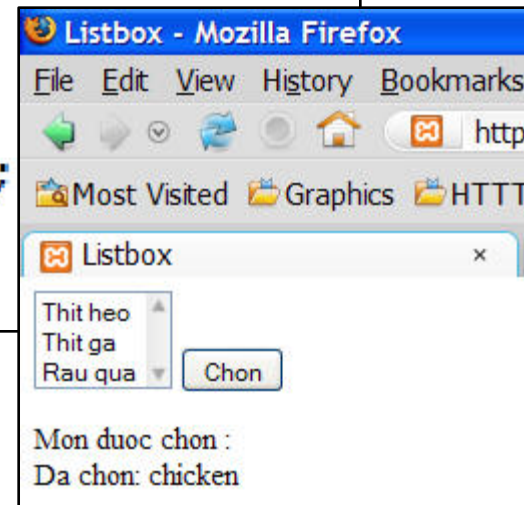 Listbox - Mozilla Firefox
File Edit View History Bookmarks
http
Most Visited Graphics HTTT
Listbox ×
Thit heo
Thit ga
Rau qua Chon
Mon duoc chon :
Da chon: chicken